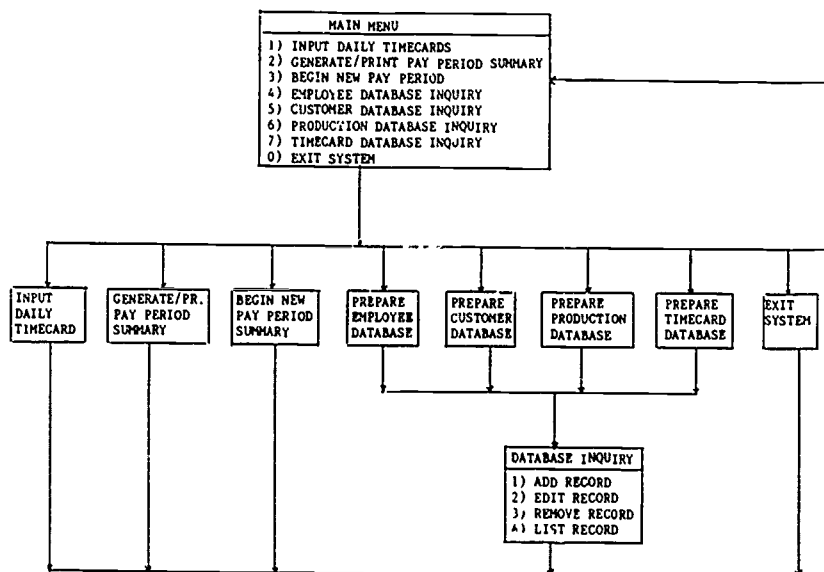 MAIN MENU
1) INPUT DAILY TIMECARDS
2) GENERATE/PRINT PAY PERIOD SUMMARY
3) BEGIN NEW PAY PERIOD
4) EMPLOYEE DATABASE INQUIRY
5) CUSTOMER DATABASE INQUIRY
6) PRODUCTION DATABASE INQUIRY
7) TIMECARD DATABASE INQUIRY
0) EXIT SYSTEM
INPUT
DAILY
TIMECARD
GENERATE/PR.
PAY PERIOD
SUMMARY
BEGIN NEW
PAY PERIOD
SUMMARY
PREPARE
EMPLOYEE
DATABASE
PREPARE
CUSTOMER
DATABASE
PREPARE
PRODUCTION
DATABASE
PREPARE
TIMECARD
DATABASE
EXIT
SYSTEM
DATABASE INQUIRY
1) ADD RECORD
2) EDIT RECORD
3) REMOVE RECORD
4) LIST RECORD